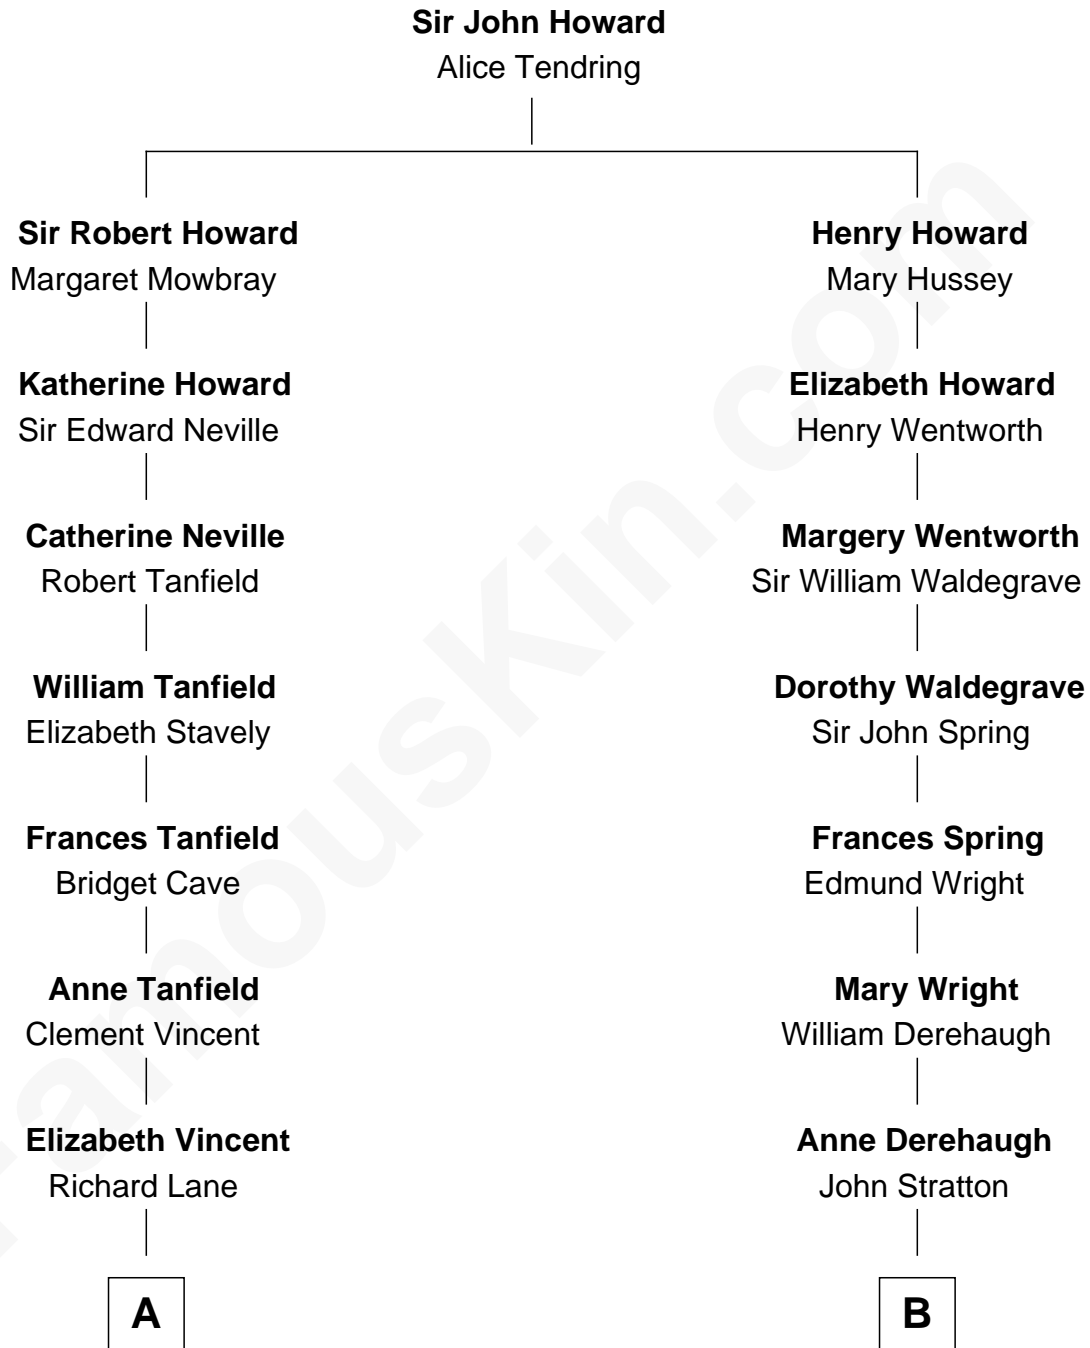 Sir John Howard
Alice Tendring
Sir Robert Howard
Margaret Mowbray
Henry Howard
Mary Hussey
Katherine Howard
Sir Edward Neville
Elizabeth Howard
Henry Wentworth
Catherine Neville
Robert Tanfield
Margery Wentworth
Sir William Waldegrave
William Tanfield
Elizabeth Stavely
Dorothy Waldegrave
Sir John Spring
Frances Tanfield
Bridget Cave
Frances Spring
Edmund Wright
Anne Tanfield
Clement Vincent
Mary Wright
William Derehaugh
Elizabeth Vincent
Richard Lane
Anne Derehaugh
John Stratton
A
B
FamousKin.com